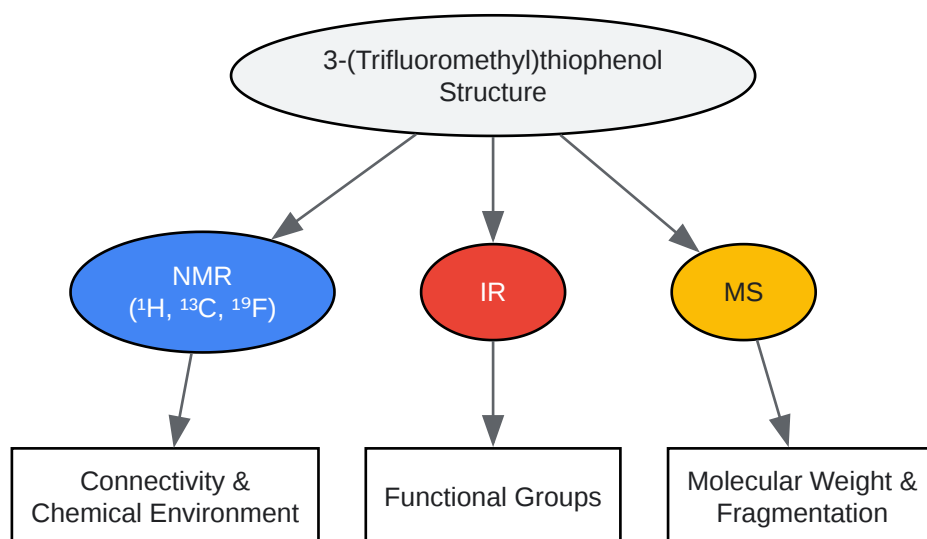 3-(Trifluoromethyl)thiophenol
Structure
NMR
(¹H, ¹³C, ¹⁹F)
IR
MS
Connectivity &
Chemical Environment
Functional Groups
Molecular Weight &
Fragmentation